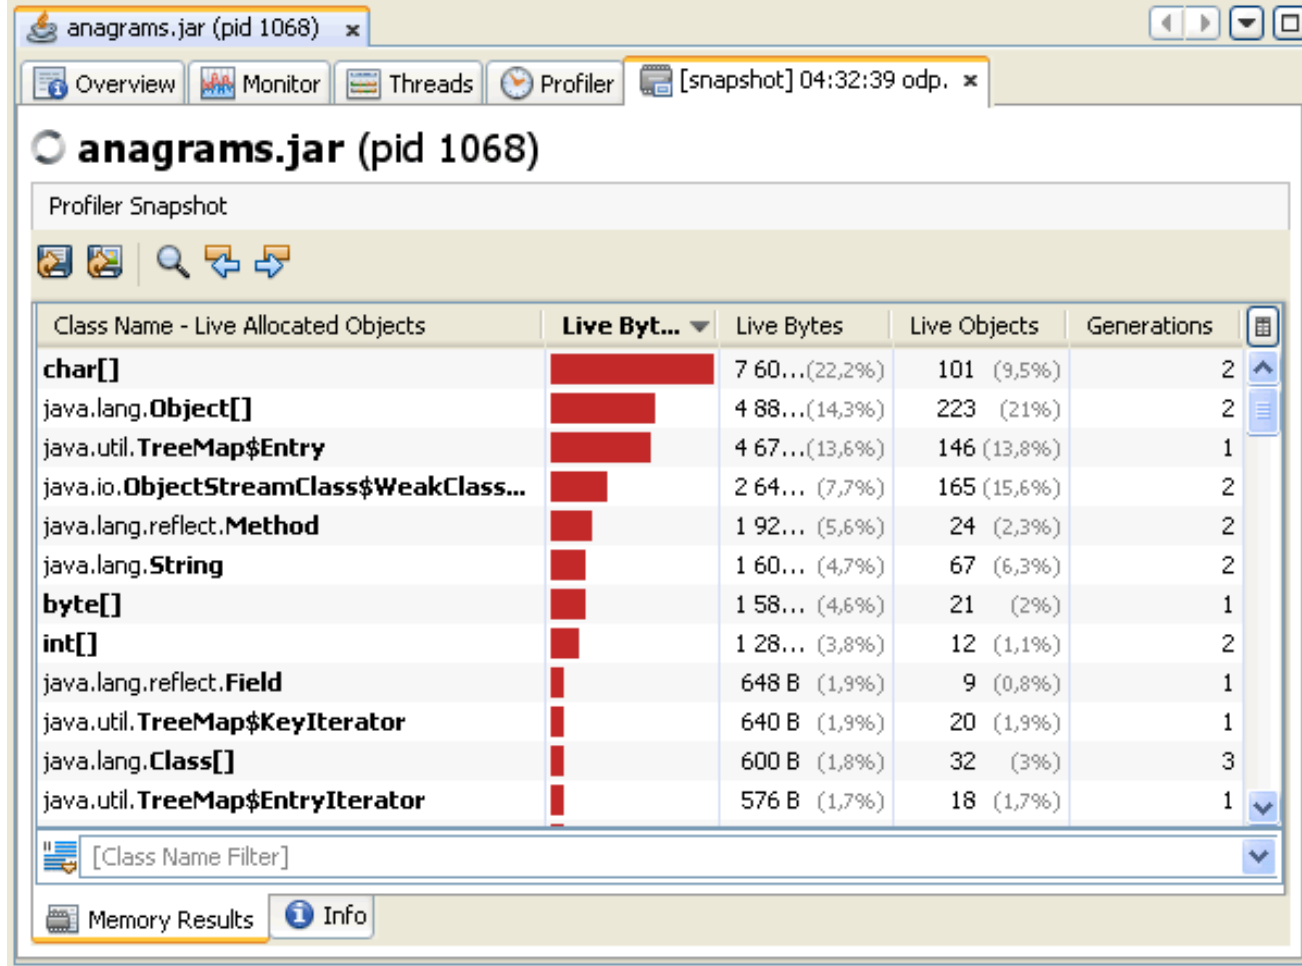 anagrams.jar (pid 1068)
Overview Monitor Threads Profiler [snapshot] 04:32:39 odp.
anagrams.jar (pid 1068)
Profiler Snapshot
Class Name - Live Allocated Objects Live Byt... Live Bytes Live Objects Generations
char[] 7 60...(22,2%) 101 (9,5%) 2
java.lang.Object[] 4 88...(14,3%) 223 (21%) 2
java.util.TreeMap$Entry 4 67...(13,6%) 146 (13,8%) 1
java.io.ObjectStreamClass$WeakClass... 2 64... (7,7%) 165 (15,6%) 2
java.lang.reflect.Method 1 92... (5,6%) 24 (2,3%) 2
java.lang.String 1 60... (4,7%) 67 (6,3%) 2
byte[] 1 58... (4,6%) 21 (2%) 1
int[] 1 28... (3,8%) 12 (1,1%) 2
java.lang.reflect.Field 648 B (1,9%) 9 (0,8%) 1
java.util.TreeMap$KeyIterator 640 B (1,9%) 20 (1,9%) 1
java.lang.Class[] 600 B (1,8%) 32 (3%) 3
java.util.TreeMap$EntryIterator 576 B (1,7%) 18 (1,7%) 1
[Class Name Filter]
Memory Results Info